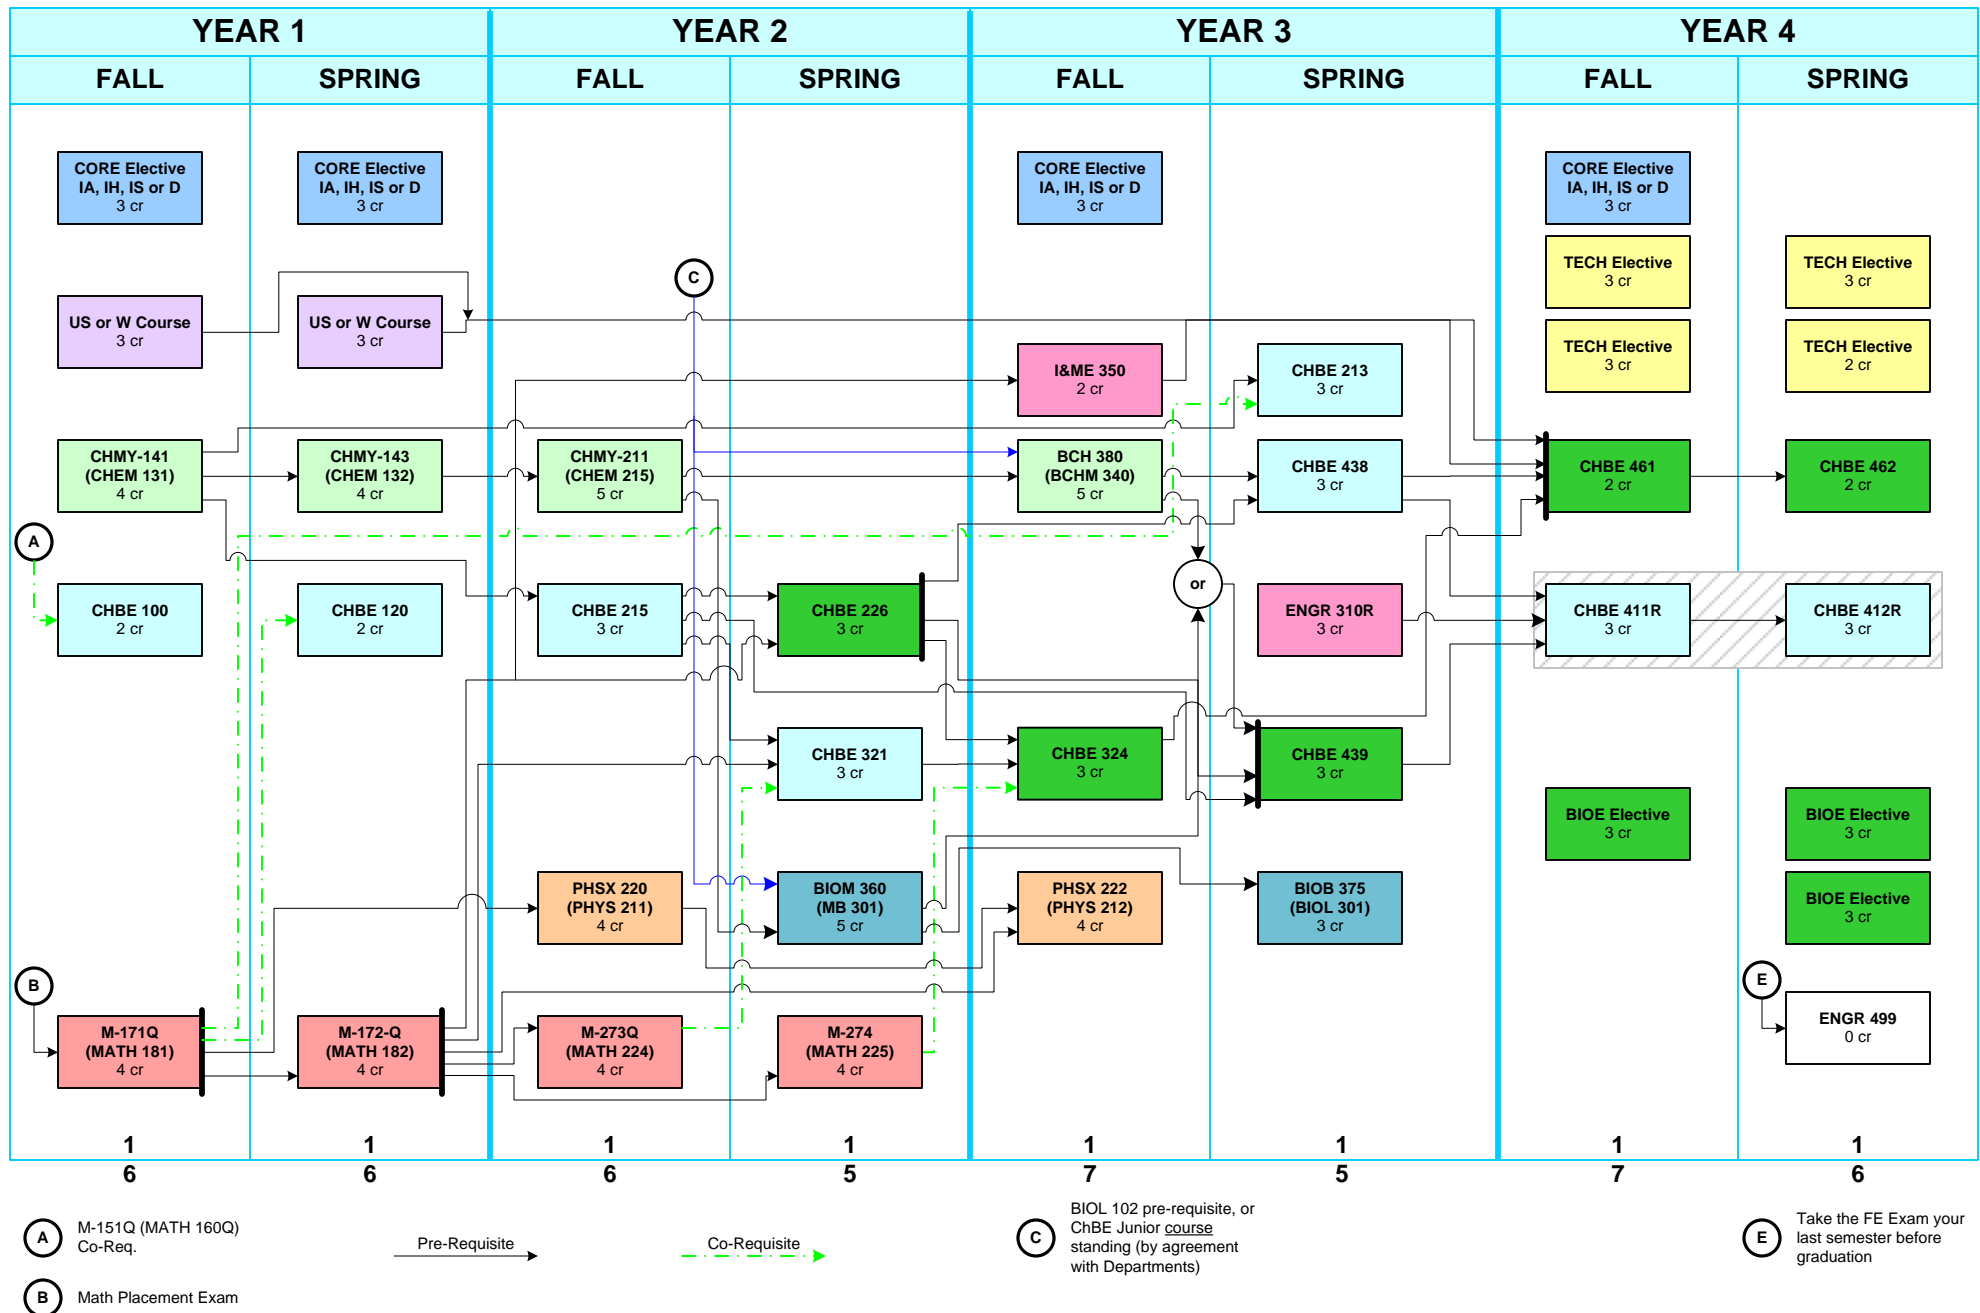 YEAR 1
YEAR 2
YEAR 3
YEAR 4
FALL
SPRING
FALL
SPRING
FALL
SPRING
FALL
SPRING
CORE Elective
IA, IH, IS or D
3 cr
CORE Elective
IA, IH, IS or D
3 cr
CORE Elective
IA, IH, IS or D
3 cr
CORE Elective
IA, IH, IS or D
3 cr
TECH Elective
3 cr
TECH Elective
3 cr
C
US or W Course
3 cr
US or W Course
3 cr
TECH Elective
3 cr
TECH Elective
2 cr
I&ME 350
2 cr
CHBE 213
3 cr
CHMY-141
(CHEM 131)
4 cr
CHMY-143
(CHEM 132)
4 cr
CHMY-211
(CHEM 215)
5 cr
BCH 380
(BCHM 340)
5 cr
CHBE 438
3 cr
CHBE 461
2 cr
CHBE 462
2 cr
A
or
CHBE 100
2 cr
CHBE 120
2 cr
CHBE 215
3 cr
CHBE 226
3 cr
ENGR 310R
3 cr
CHBE 411R
3 cr
CHBE 412R
3 cr
CHBE 321
3 cr
CHBE 324
3 cr
CHBE 439
3 cr
BIOE Elective
3 cr
BIOE Elective
3 cr
PHSX 220
(PHYS 211)
4 cr
BIOM 360
(MB 301)
5 cr
PHSX 222
(PHYS 212)
4 cr
BIOB 375
(BIOL 301)
3 cr
BIOE Elective
3 cr
B
E
M-171Q
(MATH 181)
4 cr
M-172-Q
(MATH 182)
4 cr
M-273Q
(MATH 224)
4 cr
M-274
(MATH 225)
4 cr
ENGR 499
0 cr
1
6
1
6
1
6
1
5
1
7
1
5
1
7
1
6
A
M-151Q (MATH 160Q)
Co-Req.
Pre-Requisite
Co-Requisite
C
BIOL 102 pre-requisite, or
ChBE Junior course
standing (by agreement
with Departments)
E
Take the FE Exam your
last semester before
graduation
B
Math Placement Exam